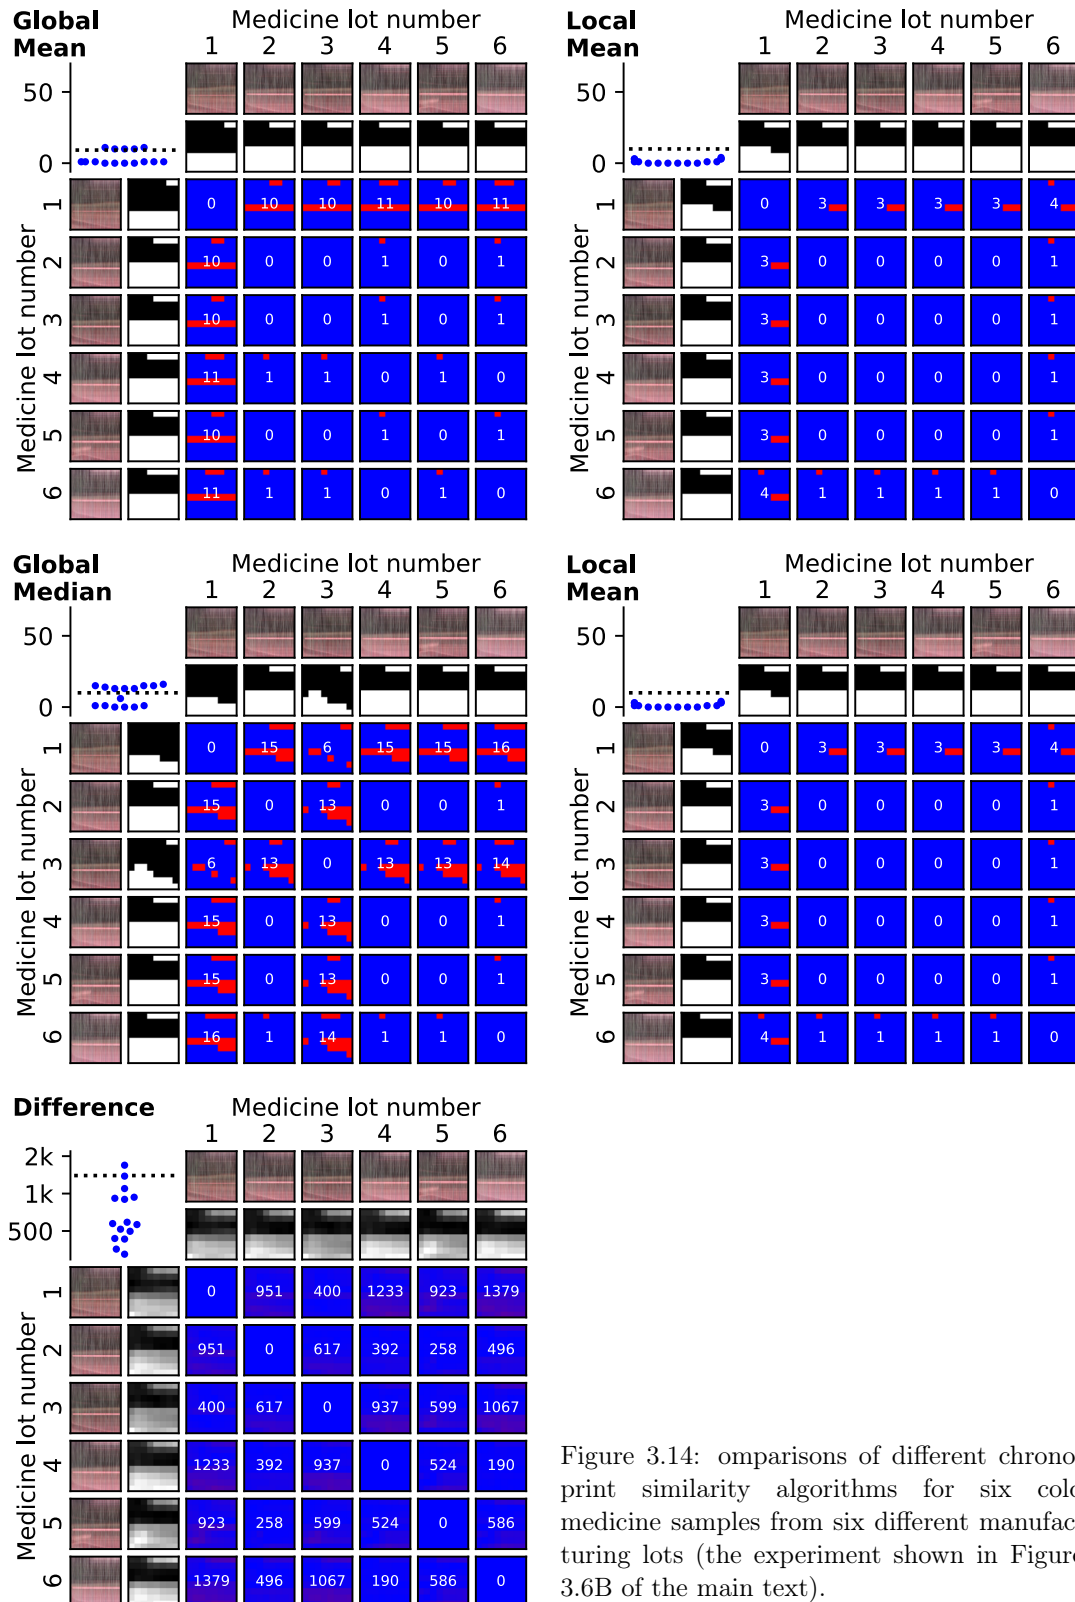 Global
Mean
Medicine lot number
1 2 3 4 5 6
50
0
Medicine lot number
1 0 10 10 11 10 11
2 10 0 0 1 0 1
3 10 0 0 1 0 1
4 11 1 1 0 1 0
5 10 0 0 1 0 1
6 11 1 1 0 1 0
Local
Mean
Medicine lot number
1 2 3 4 5 6
50
0
Medicine lot number
1 0 3 3 3 3 4
2 3 0 0 0 0 1
3 3 0 0 0 0 1
4 3 0 0 0 0 1
5 3 0 0 0 0 1
6 4 1 1 1 1 0
Global
Median
Medicine lot number
1 2 3 4 5 6
50
0
Medicine lot number
1 0 15 6 15 15 16
2 15 0 13 0 0 1
3 6 13 0 13 13 14
4 15 0 13 0 0 1
5 15 0 13 0 0 1
6 16 1 14 1 1 0
Local
Mean
Medicine lot number
1 2 3 4 5 6
50
0
Medicine lot number
1 0 3 3 3 3 4
2 3 0 0 0 0 1
3 3 0 0 0 0 1
4 3 0 0 0 0 1
5 3 0 0 0 0 1
6 4 1 1 1 1 0
Difference
Medicine lot number
1 2 3 4 5 6
2k
1k
500
Medicine lot number
1 0 951 400 1233 923 1379
2 951 0 617 392 258 496
3 400 617 0 937 599 1067
4 1233 392 937 0 524 190
5 923 258 599 524 0 586
6 1379 496 1067 190 586 0
Figure 3.14: omparisons of different chrono
print similarity algorithms for six cold
medicine samples from six different manufac
turing lots (the experiment shown in Figure
3.6B of the main text).